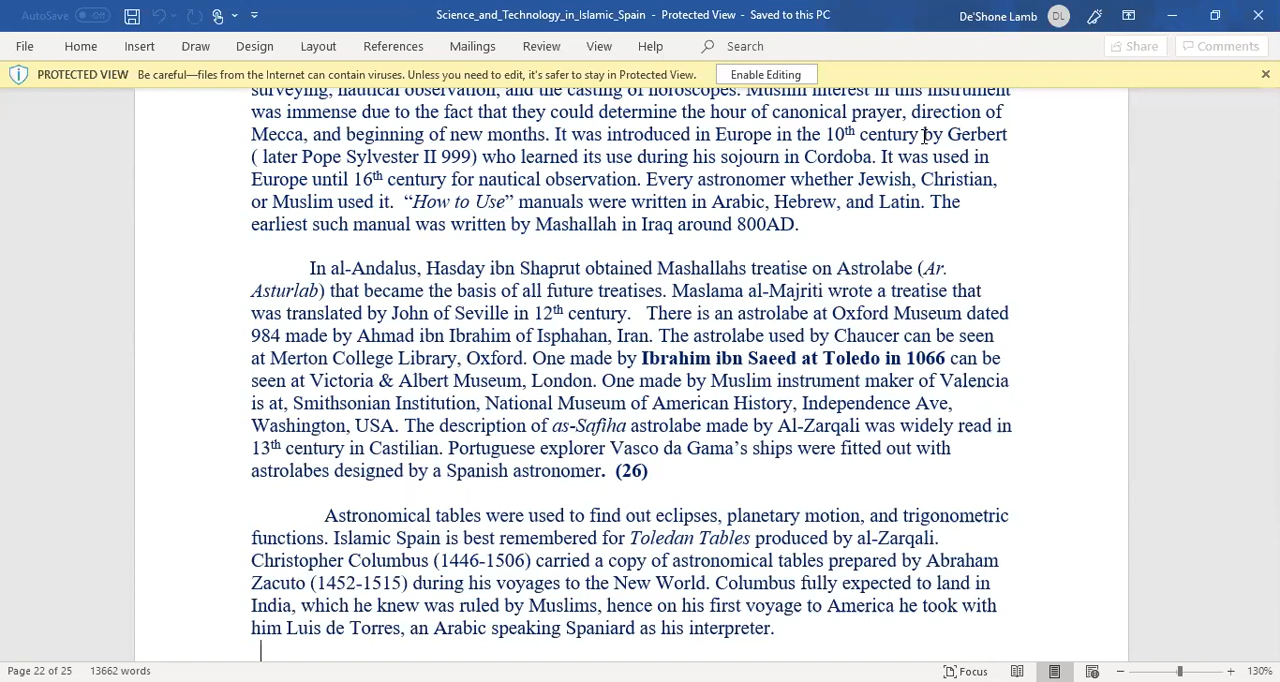 AutoSave Off Science_and_Technology_in_Islamic_Spain - Protected View - Saved to this PC De'Shone Lamb DL
File Home Insert Draw Design Layout References Mailings Review View Help Search Share Comments
PROTECTED VIEW Be careful—files from the Internet can contain viruses. Unless you need to edit, it's safer to stay in Protected View. Enable Editing
surveying, nautical observation, and the casting of horoscopes. Muslim interest in this instrument
was immense due to the fact that they could determine the hour of canonical prayer, direction of
Mecca, and beginning of new months. It was introduced in Europe in the 10th century by Gerbert
( later Pope Sylvester II 999) who learned its use during his sojourn in Cordoba. It was used in
Europe until 16th century for nautical observation. Every astronomer whether Jewish, Christian,
or Muslim used it. “How to Use” manuals were written in Arabic, Hebrew, and Latin. The
earliest such manual was written by Mashallah in Iraq around 800AD.
In al-Andalus, Hasday ibn Shaprut obtained Mashallahs treatise on Astrolabe (Ar.
Asturlab) that became the basis of all future treatises. Maslama al-Majriti wrote a treatise that
was translated by John of Seville in 12th century. There is an astrolabe at Oxford Museum dated
984 made by Ahmad ibn Ibrahim of Isphahan, Iran. The astrolabe used by Chaucer can be seen
at Merton College Library, Oxford. One made by Ibrahim ibn Saeed at Toledo in 1066 can be
seen at Victoria & Albert Museum, London. One made by Muslim instrument maker of Valencia
is at, Smithsonian Institution, National Museum of American History, Independence Ave,
Washington, USA. The description of as-Safiha astrolabe made by Al-Zarqali was widely read in
13th century in Castilian. Portuguese explorer Vasco da Gama’s ships were fitted out with
astrolabes designed by a Spanish astronomer. (26)
Astronomical tables were used to find out eclipses, planetary motion, and trigonometric
functions. Islamic Spain is best remembered for Toledan Tables produced by al-Zarqali.
Christopher Columbus (1446-1506) carried a copy of astronomical tables prepared by Abraham
Zacuto (1452-1515) during his voyages to the New World. Columbus fully expected to land in
India, which he knew was ruled by Muslims, hence on his first voyage to America he took with
him Luis de Torres, an Arabic speaking Spaniard as his interpreter.
Page 22 of 25 13662 words Focus 130%